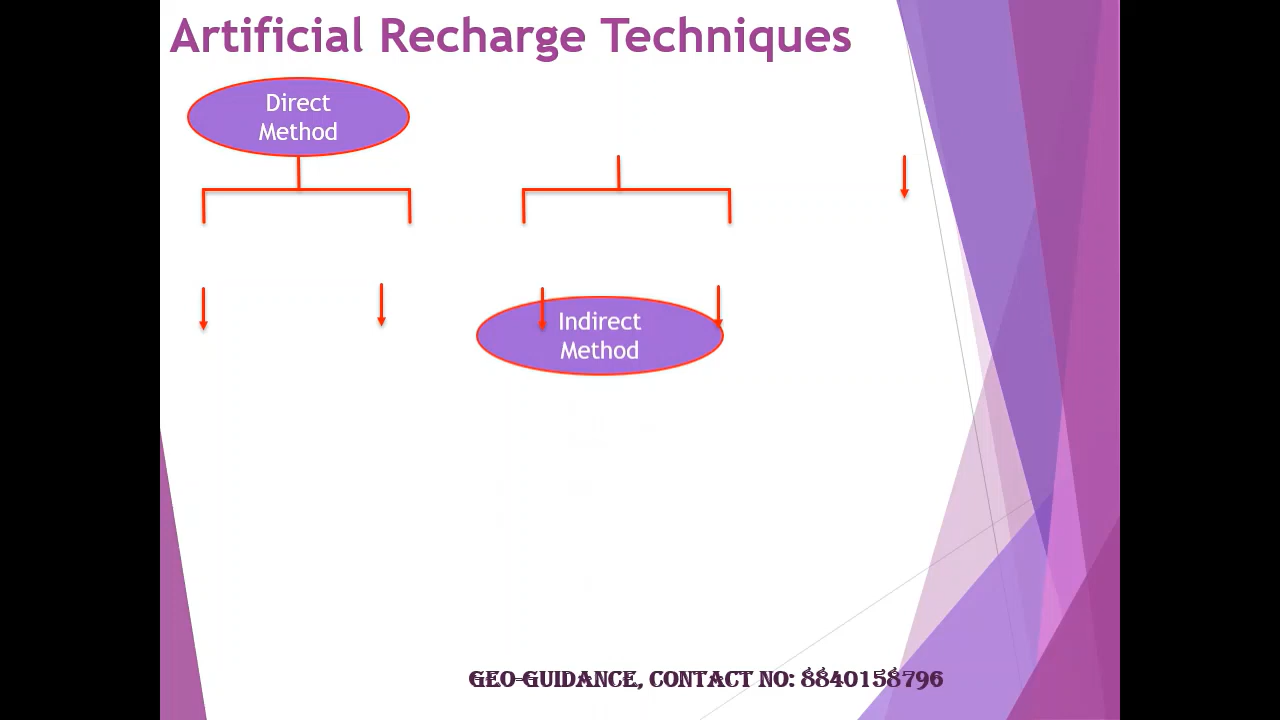 Artificial Recharge Techniques
Direct
Method
Indirect
Method
GEO-GUIDANCE, CONTACT NO: 8840158796